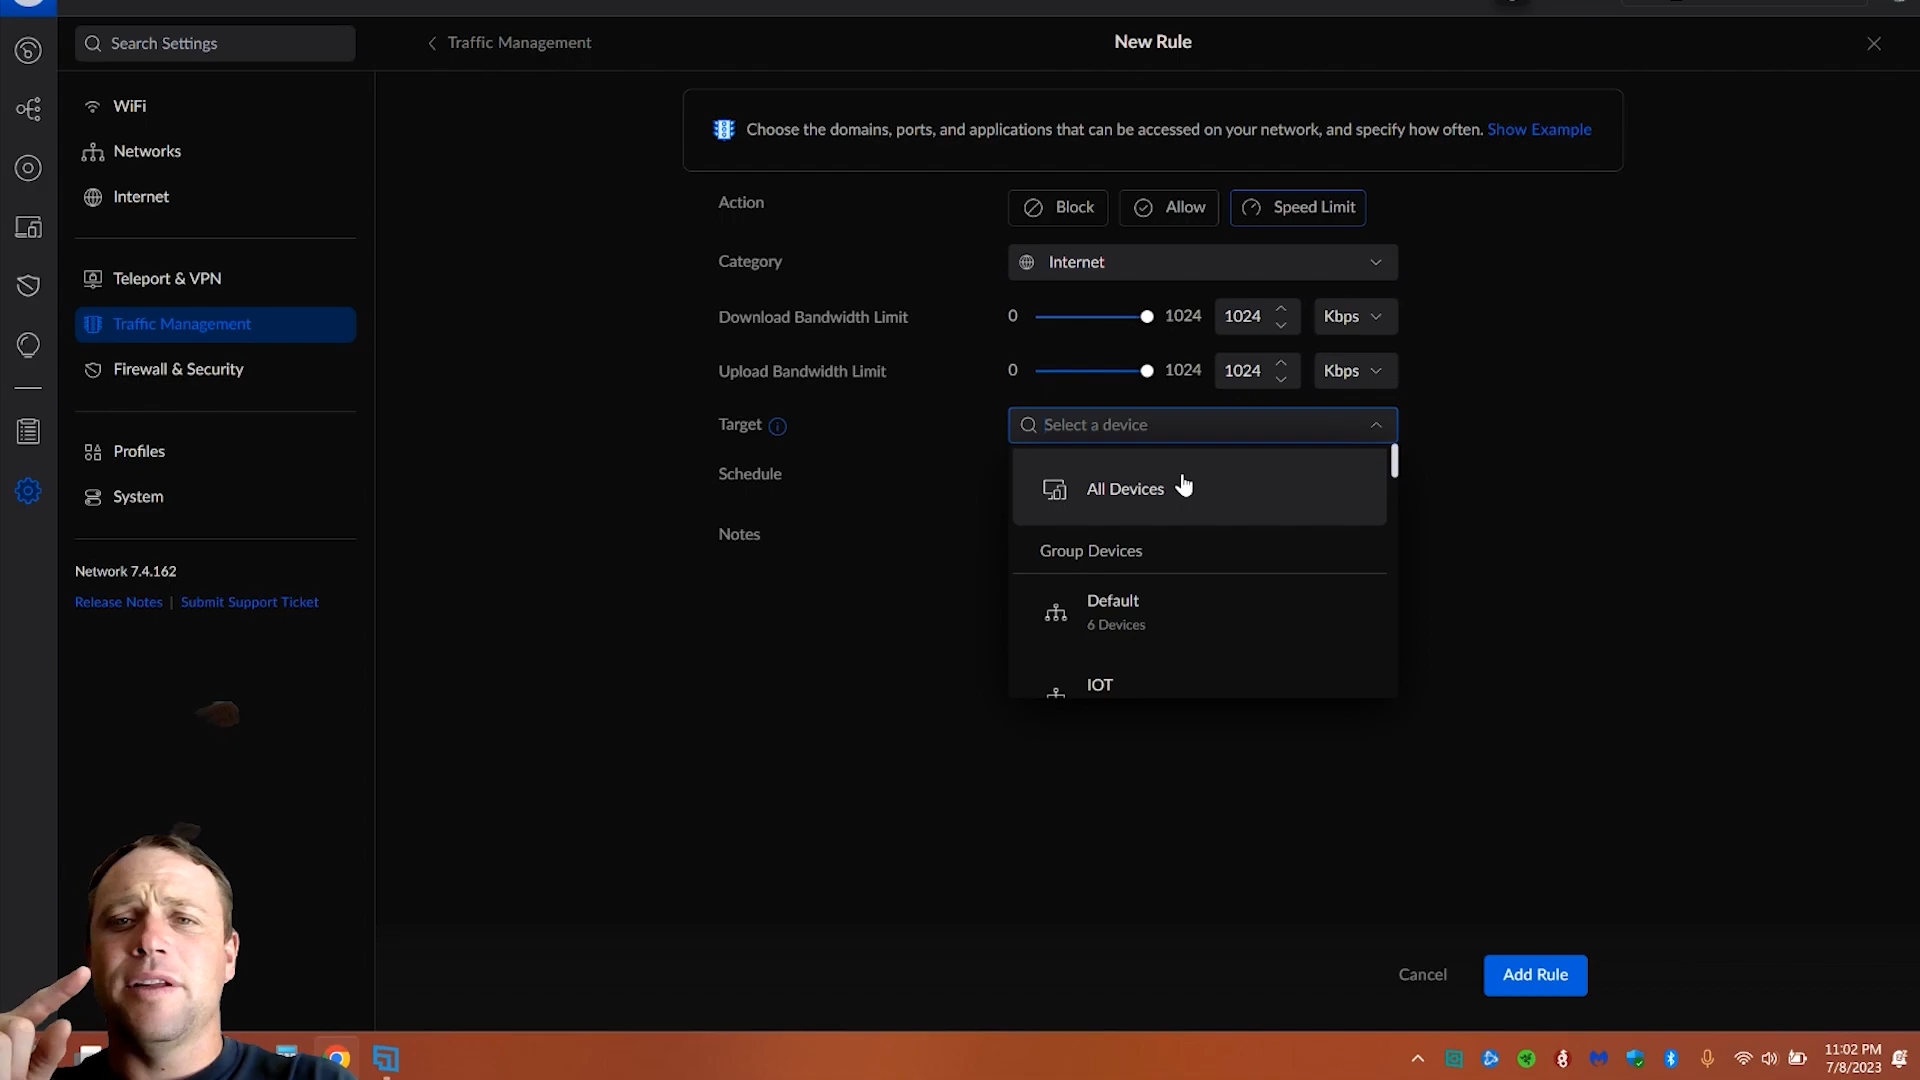 Search Settings
Traffic Management
New Rule
WiFi
Networks
Internet
Teleport & VPN
Traffic Management
Firewall & Security
Profiles
System
Network 7.4.162
Release Notes | Submit Support Ticket
Choose the domains, ports, and applications that can be accessed on your network, and specify how often. Show Example
Action
Block
Allow
Speed Limit
Category
Internet
Download Bandwidth Limit
0 1024 1024 Kbps
Upload Bandwidth Limit
0 1024 1024 Kbps
Target
Select a device
Schedule
All Devices
Notes
Group Devices
Default
6 Devices
IOT
Cancel
Add Rule
11:02 PM
7/8/2023